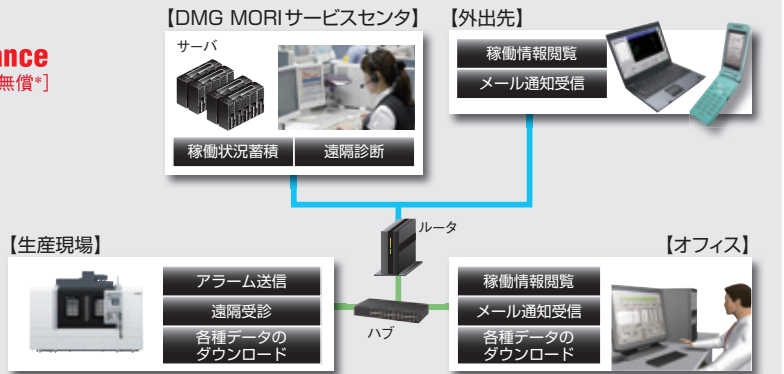 【DMG MORIサービスセンタ】
サーバ
稼働状況蓄積
遠隔診断
【外出先】
稼働情報閲覧
メール通知受信
無償*]
ルータ
【生産現場】
アラーム送信
遠隔受診
各種データの
ダウンロード
ハブ
【オフィス】
稼働情報閲覧
メール通知受信
各種データの
ダウンロード